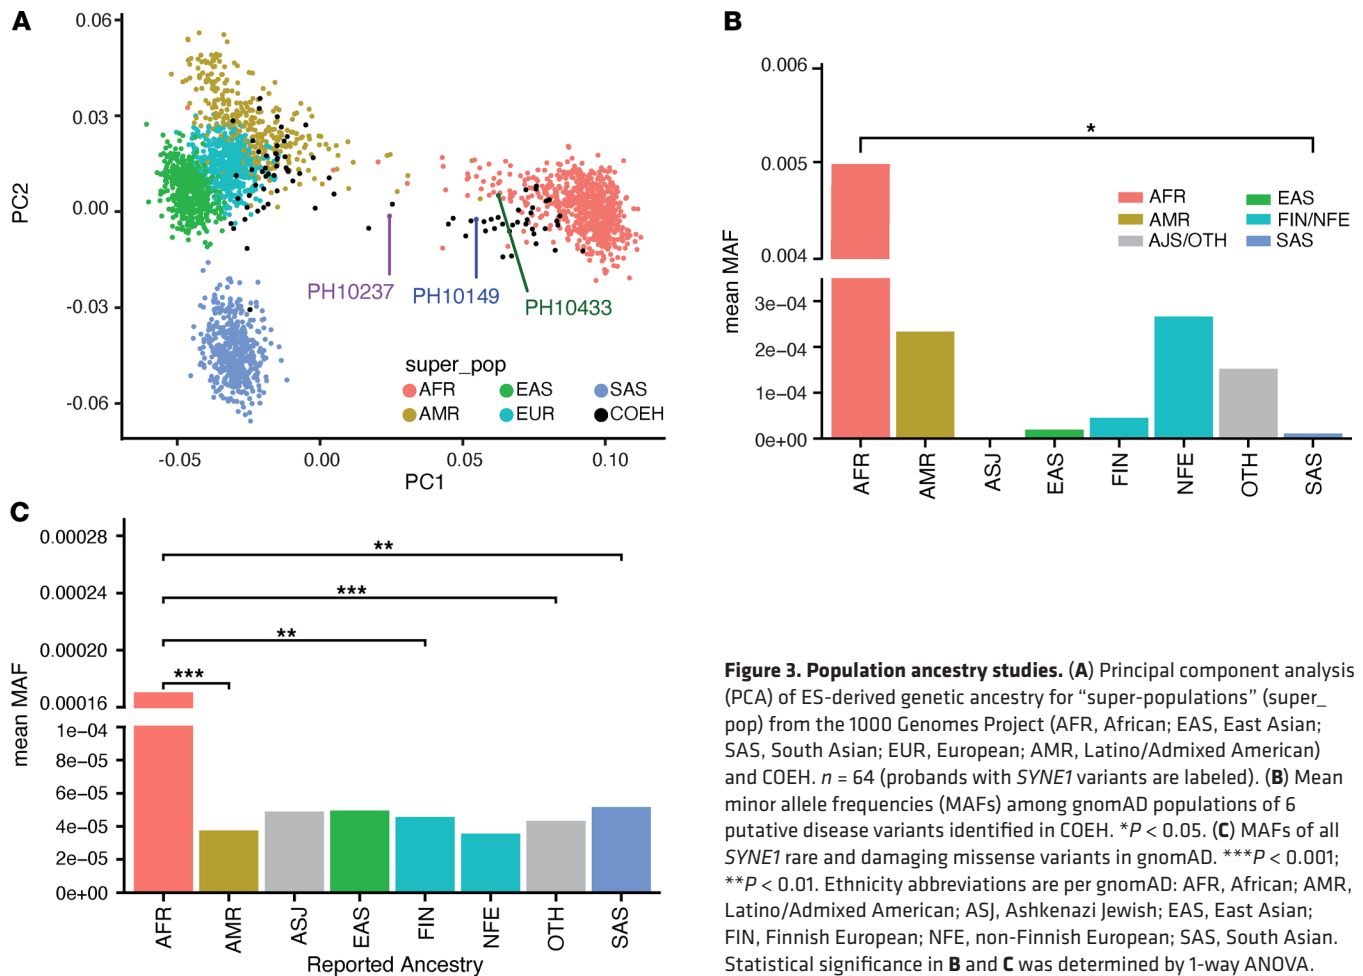 A
0.06
0.03
0.00
-0.03
-0.06
PC2
PH10237
PH10149
PH10433
super_pop
AFR
EAS
SAS
AMR
EUR
COEH
-0.05
0.00
0.05
0.10
PC1
B
0.006
0.005
0.004
3e-04
2e-04
1e-04
0e+00
mean MAF
*
AFR
EAS
AMR
FIN/NFE
AJS/OTH
SAS
AFR
AMR
ASJ
EAS
FIN
NFE
OTH
SAS
C
0.00028
0.00024
0.00020
0.00016
1e-04
8e-05
6e-05
4e-05
2e-05
0e+00
mean MAF
**
***
**
***
AFR
AMR
ASJ
EAS
FIN
NFE
OTH
SAS
Reported Ancestry
Figure 3. Population ancestry studies. (A) Principal component analysis
(PCA) of ES-derived genetic ancestry for “super-populations” (super_
pop) from the 1000 Genomes Project (AFR, African; EAS, East Asian;
SAS, South Asian; EUR, European; AMR, Latino/Admixed American)
and COEH. n = 64 (probands with SYNE1 variants are labeled). (B) Mean
minor allele frequencies (MAFs) among gnomAD populations of 6
putative disease variants identified in COEH. *P < 0.05. (C) MAFs of all
SYNE1 rare and damaging missense variants in gnomAD. ***P < 0.001;
**P < 0.01. Ethnicity abbreviations are per gnomAD: AFR, African; AMR,
Latino/Admixed American; ASJ, Ashkenazi Jewish; EAS, East Asian;
FIN, Finnish European; NFE, non-Finnish European; SAS, South Asian.
Statistical significance in B and C was determined by 1-way ANOVA.